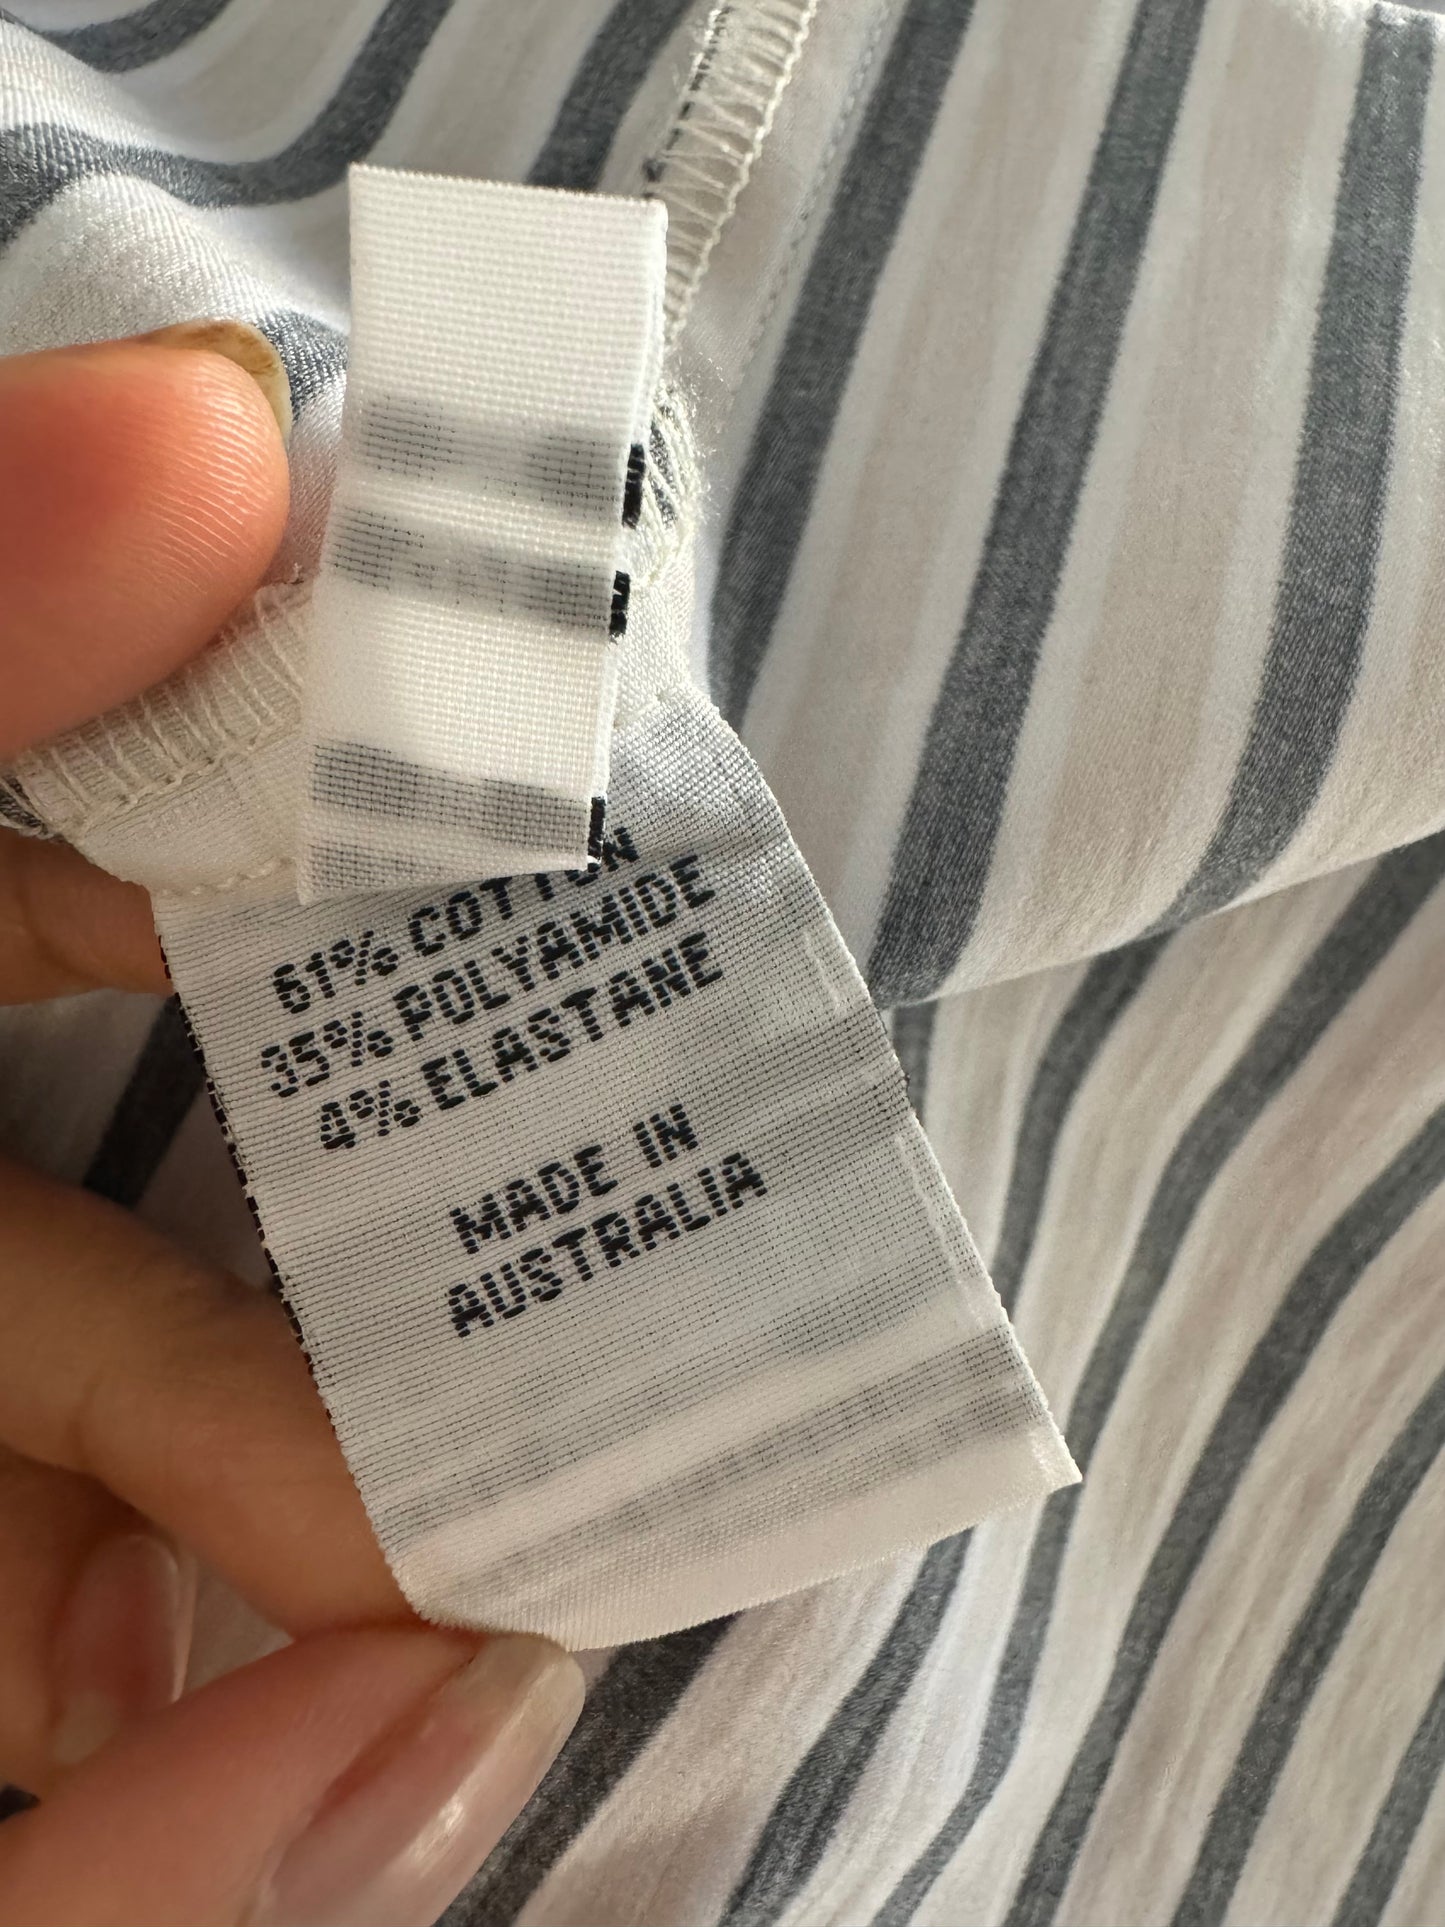 61% COTTON
35% POLYAMIDE
4% ELASTANE
MADE IN
AUSTRALIA